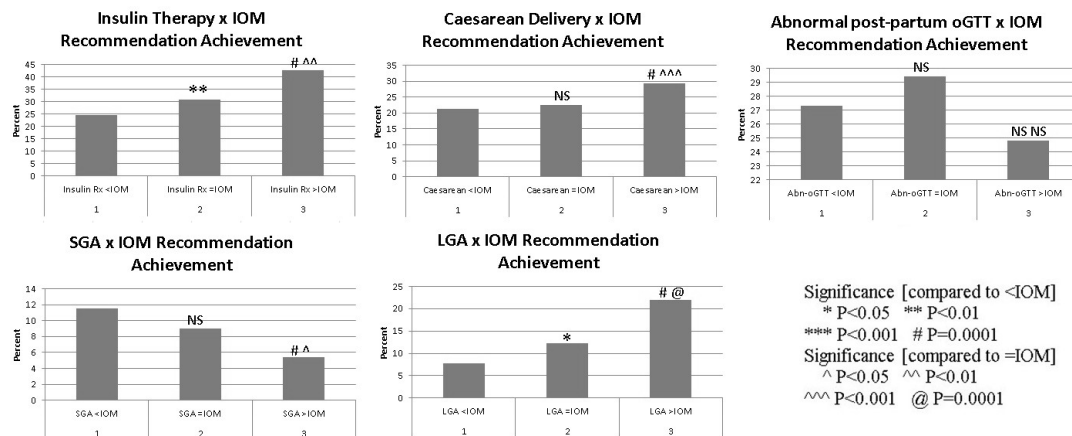 Insulin Therapy x IOM
Recommendation Achievement
45
40
35
30
25
20
15
10
5
0
Percent
**
# ^^
Insulin Rx <IOM
Insulin Rx =IOM
Insulin Rx >IOM
1
2
3
Caesarean Delivery x IOM
Recommendation Achievement
35
30
25
20
15
10
5
0
Percent
NS
# ^^^
Caesarean <IOM
Caesarean =IOM
Caesarean >IOM
1
2
3
Abnormal post-partum oGTT x IOM
Recommendation Achievement
30
29
28
27
26
25
24
23
22
Percent
NS
NS NS
Abn-oGTT <IOM
Abn-oGTT =IOM
Abn-oGTT >IOM
1
2
3
SGA x IOM Recommendation
Achievement
14
12
10
8
6
4
2
0
Percent
NS
# ^
SGA <IOM
SGA =IOM
SGA >IOM
1
2
3
LGA x IOM Recommendation
Achievement
25
20
15
10
5
0
Percent
*
# @
LGA <IOM
LGA =IOM
LGA >IOM
1
2
3
Significance [compared to <IOM]
* P<0.05 ** P<0.01
*** P<0.001 # P=0.0001
Significance [compared to =IOM]
^ P<0.05 ^^ P<0.01
^^^ P<0.001 @ P=0.0001